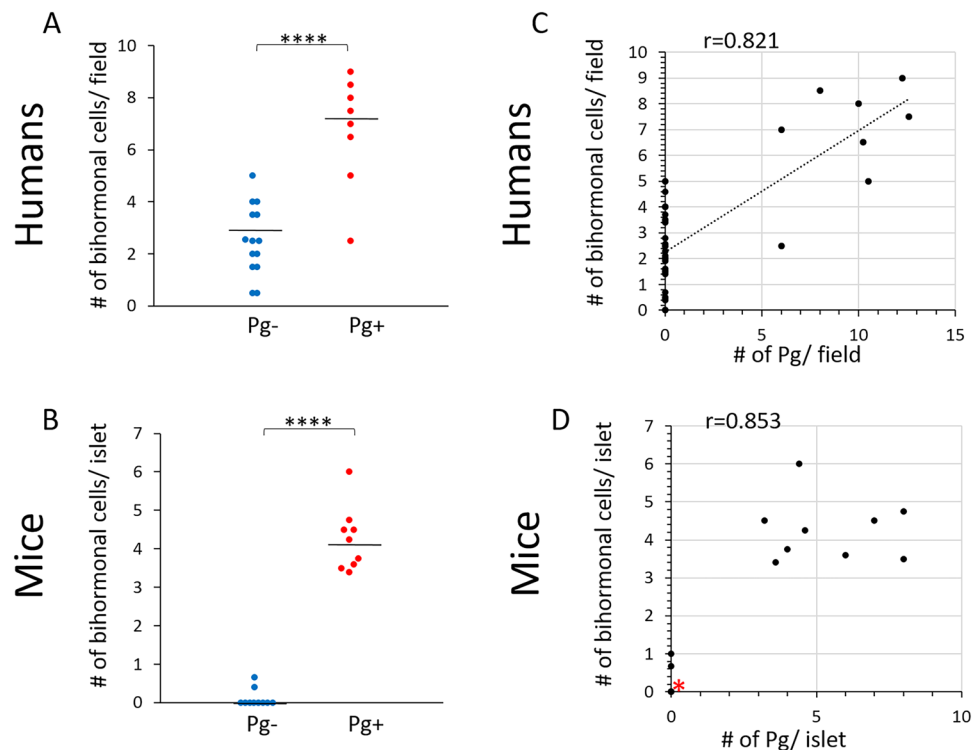 A
****
10
8
6
4
2
0
# of bihormonal cells/ field
Pg-
Pg+
Humans
C
r=0.821
10
9
8
7
6
5
4
3
2
1
0
# of bihormonal cells/ field
0
5
10
15
# of Pg/ field
Humans
B
****
7
6
5
4
3
2
1
0
# of bihormonal cells/ islet
Pg-
Pg+
Mice
D
r=0.853
7
6
5
4
3
2
1
0
*
# of bihormonal cells/ islet
0
5
10
# of Pg/ islet
Mice